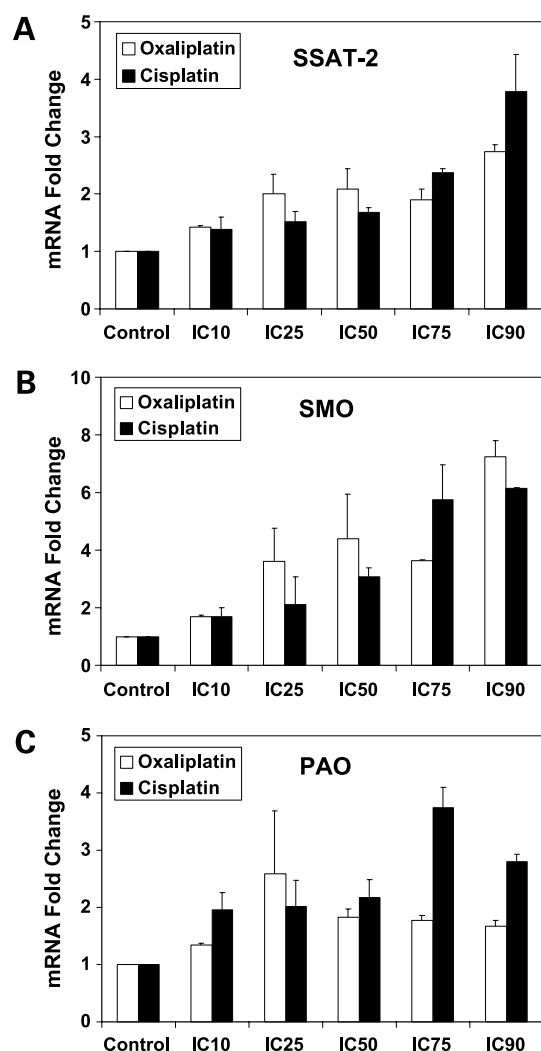 A
5
Oxaliplatin
Cisplatin
SSAT-2
4
3
2
1
0
mRNA Fold Change
Control IC10 IC25 IC50 IC75 IC90
B
10
Oxaliplatin
Cisplatin
SMO
8
6
4
2
0
mRNA Fold Change
Control IC10 IC25 IC50 IC75 IC90
C
5
Oxaliplatin
Cisplatin
PAO
4
3
2
1
0
mRNA Fold Change
Control IC10 IC25 IC50 IC75 IC90